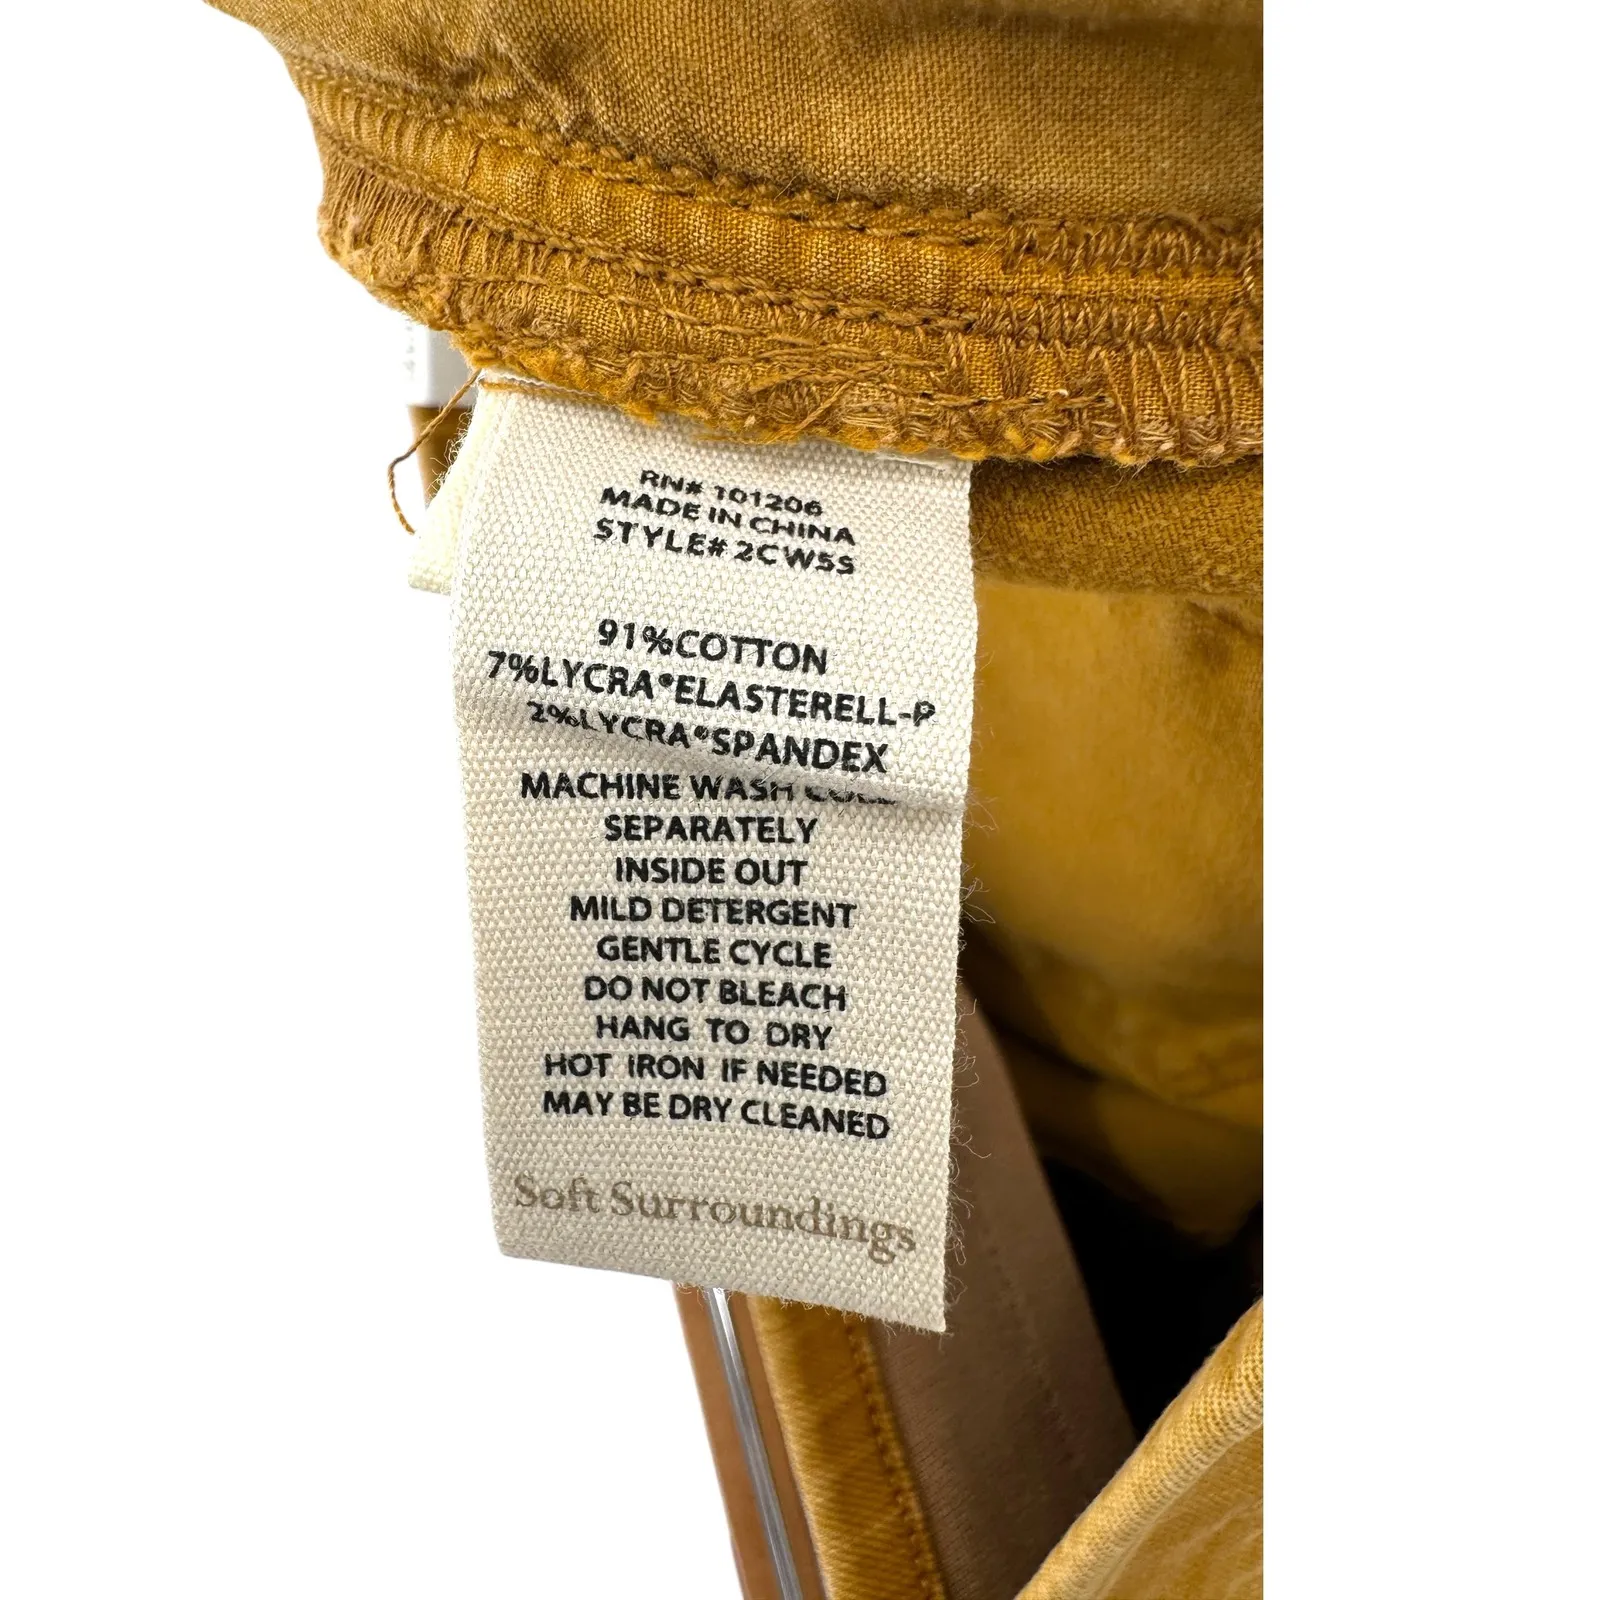 RN# 101206
MADE IN CHINA
STYLE# 2CW5S
91%COTTON
7%LYCRA®ELASTERELL-P
2%LYCRA®SPANDEX
MACHINE WASH COLD
SEPARATELY
INSIDE OUT
MILD DETERGENT
GENTLE CYCLE
DO NOT BLEACH
HANG TO DRY
HOT IRON IF NEEDED
MAY BE DRY CLEANED
Soft Surroundings